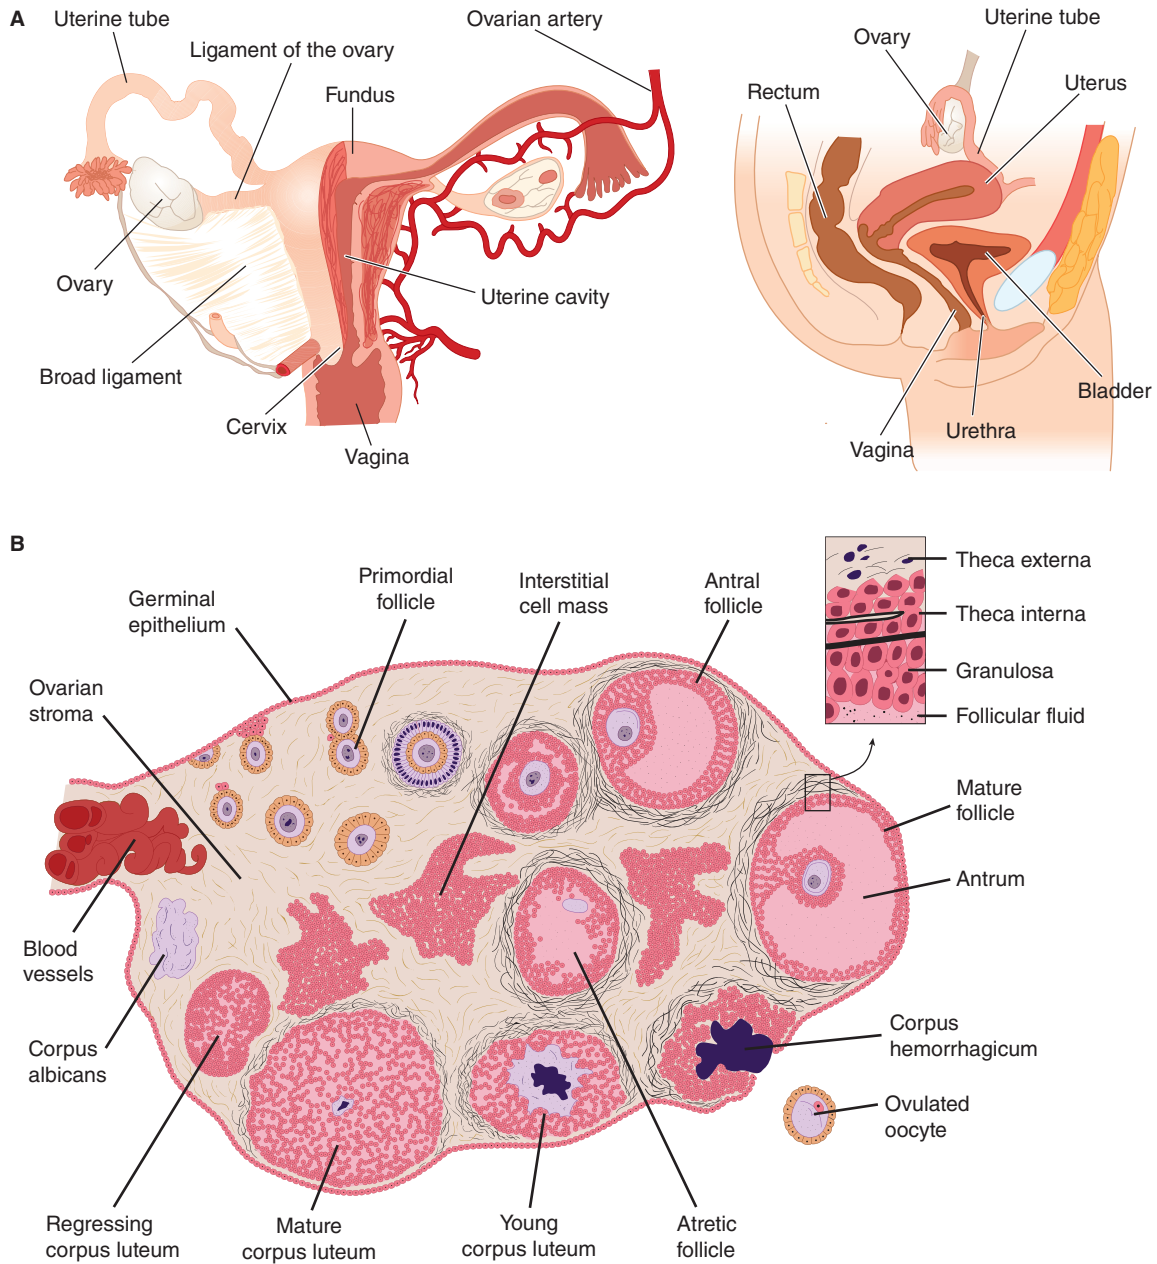 A
Uterine tube
Ligament of the ovary
Fundus
Ovarian artery
Ovary
Broad ligament
Cervix
Vagina
Uterine cavity
Uterine tube
Ovary
Rectum
Uterus
Bladder
Urethra
Vagina
B
Germinal
epithelium
Primordial
follicle
Interstitial
cell mass
Antral
follicle
Theca externa
Theca interna
Granulosa
Follicular fluid
Ovarian
stroma
Mature
follicle
Antrum
Blood
vessels
Corpus
albicans
Corpus
hemorrhagicum
Ovulated
oocyte
Regressing
corpus luteum
Mature
corpus luteum
Young
corpus luteum
Atretic
follicle